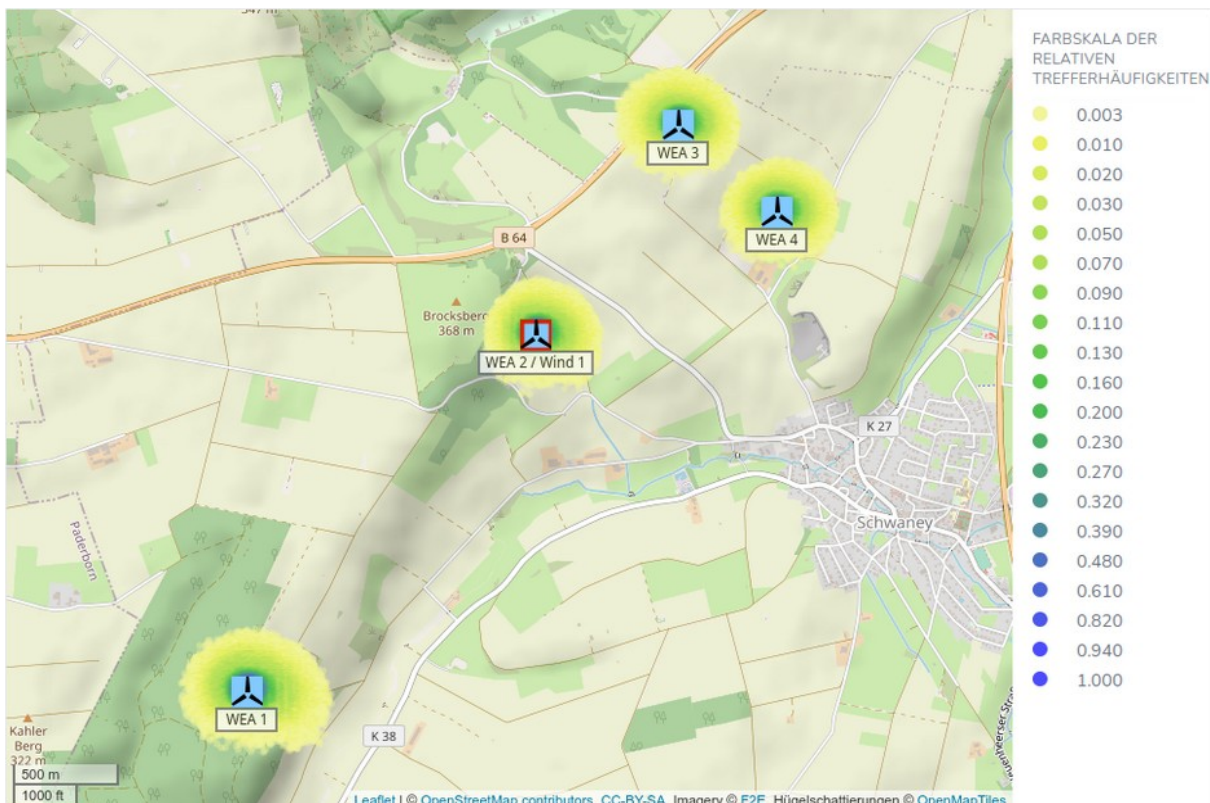 347 m
FARBSKALA DER
RELATIVEN
TREFFERHÄUFIGKEITEN
0.003
0.010
0.020
0.030
0.050
0.070
0.090
0.110
0.130
0.160
0.200
0.230
0.270
0.320
0.390
0.480
0.610
0.820
0.940
1.000
WEA 3
WEA 4
B 64
Brocksberg
368 m
WEA 2 / Wind 1
K 27
Schwaney
Paderborn
WEA 1
K 38
Kahler
Berg
322 m
500 m
1000 ft
Leaflet | © OpenStreetMap contributors, CC-BY-SA, Imagery © F2E, Hügelschattierungen © OpenMapTiles